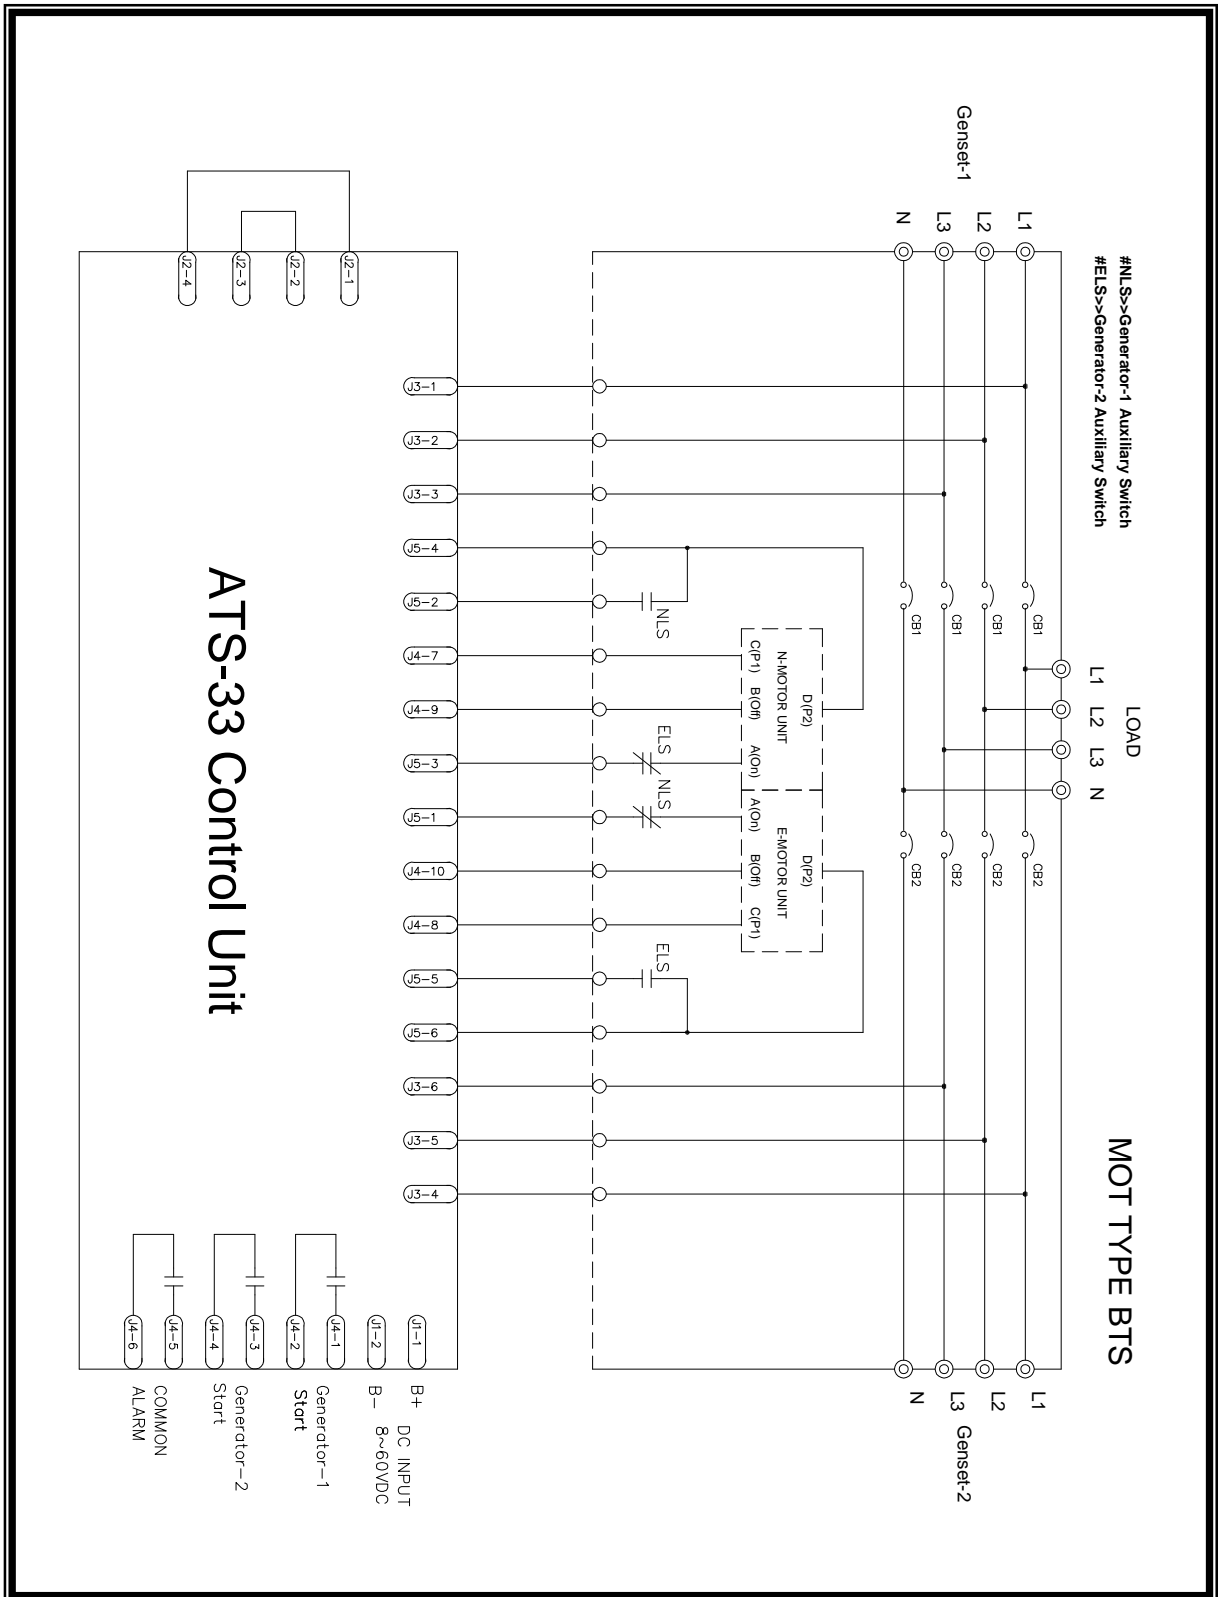 MOT TYPE BTS
#NLS>>Generator-1 Auxiliary Switch
#ELS>>Generator-2 Auxiliary Switch
LOAD
L1 L2 L3 N
Genset-1
L1
L2
L3
N
CB1
CB1
CB1
CB1
CB2
CB2
CB2
CB2
L1
L2
L3
N
Genset-2
D(P2)
N-MOTOR UNIT
C(P1) B(Off) A(On)
D(P2)
E-MOTOR UNIT
A(On) B(Off) C(P1)
NLS
ELS
NLS
ELS
J3-1
J3-2
J3-3
J5-4
J5-2
J4-7
J4-9
J5-3
J5-1
J4-10
J4-8
J5-5
J5-6
J3-6
J3-5
J3-4
J2-1
J2-2
J2-3
J2-4
ATS-33 Control Unit
J1-1 B+ DC INPUT
J1-2 B- 8~60VDC
J4-1 Generator-1
J4-2 Start
J4-3 Generator-2
J4-4 Start
J4-5 COMMON
J4-6 ALARM